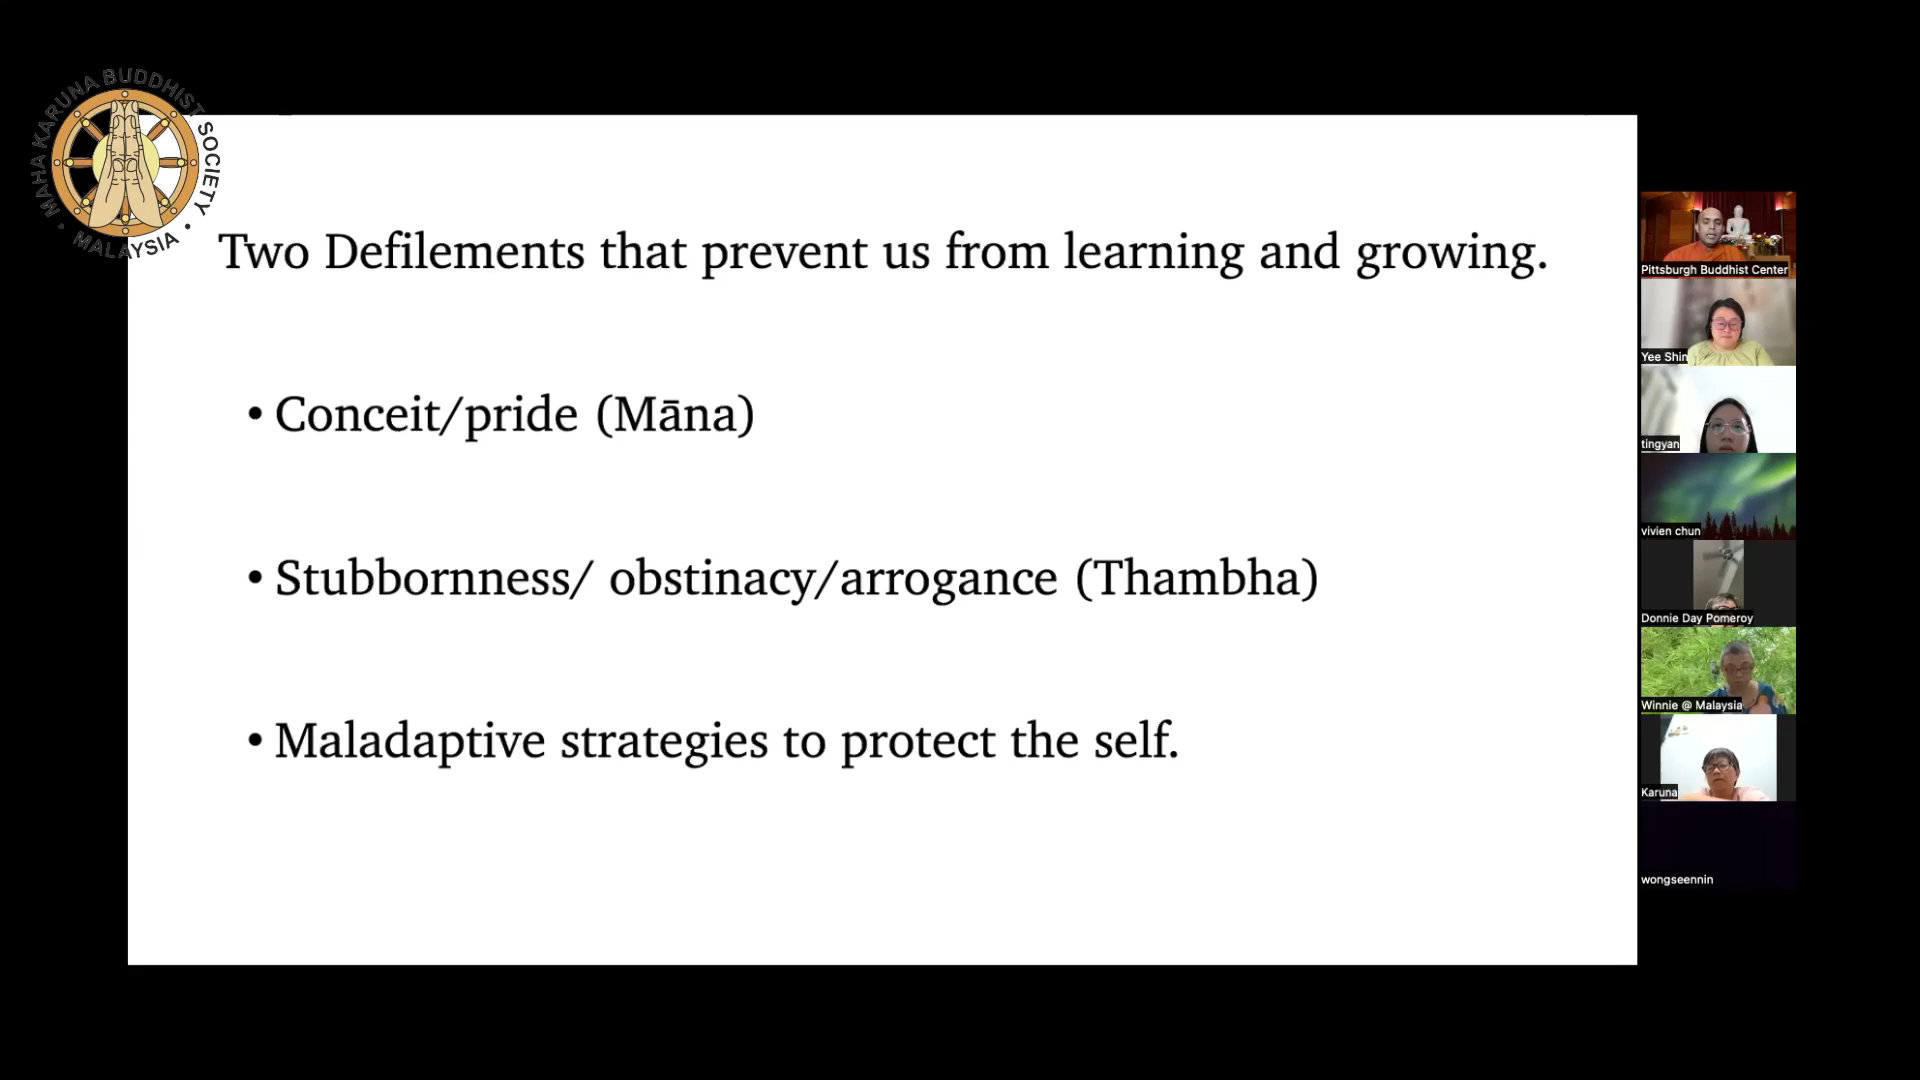 MAHA KARUNA BUDDHIST SOCIETY
• MALAYSIA •
Two Defilements that prevent us from learning and growing.
• Conceit/pride (Māna)
• Stubbornness/ obstinacy/arrogance (Thambha)
• Maladaptive strategies to protect the self.
Pittsburgh Buddhist Center
Yee Shin
tingyan
vivien chun
Donnie Day Pomeroy
Winnie @ Malaysia
Karuna
wongseennin